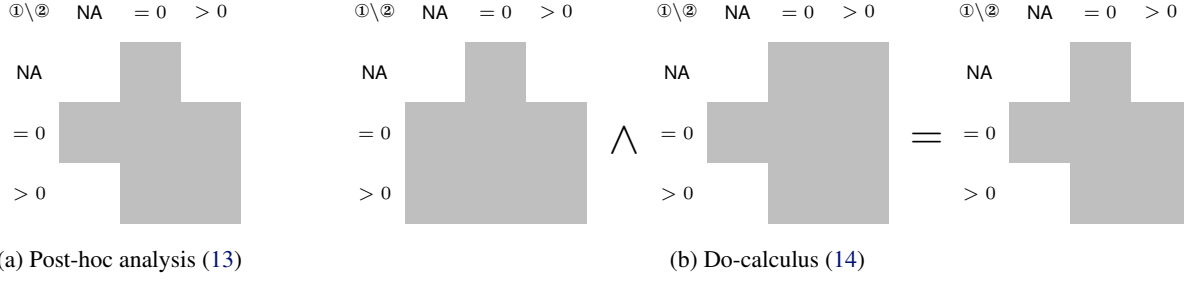 ①\②  NA  = 0  > 0  ①\②  NA  = 0  > 0  ①\②  NA  = 0  > 0  ①\②  NA  = 0  > 0
NA  NA  NA  NA
= 0  = 0  ∧  = 0  =  = 0
> 0  > 0  > 0  > 0
a) Post-hoc analysis (13)  (b) Do-calculus (14)